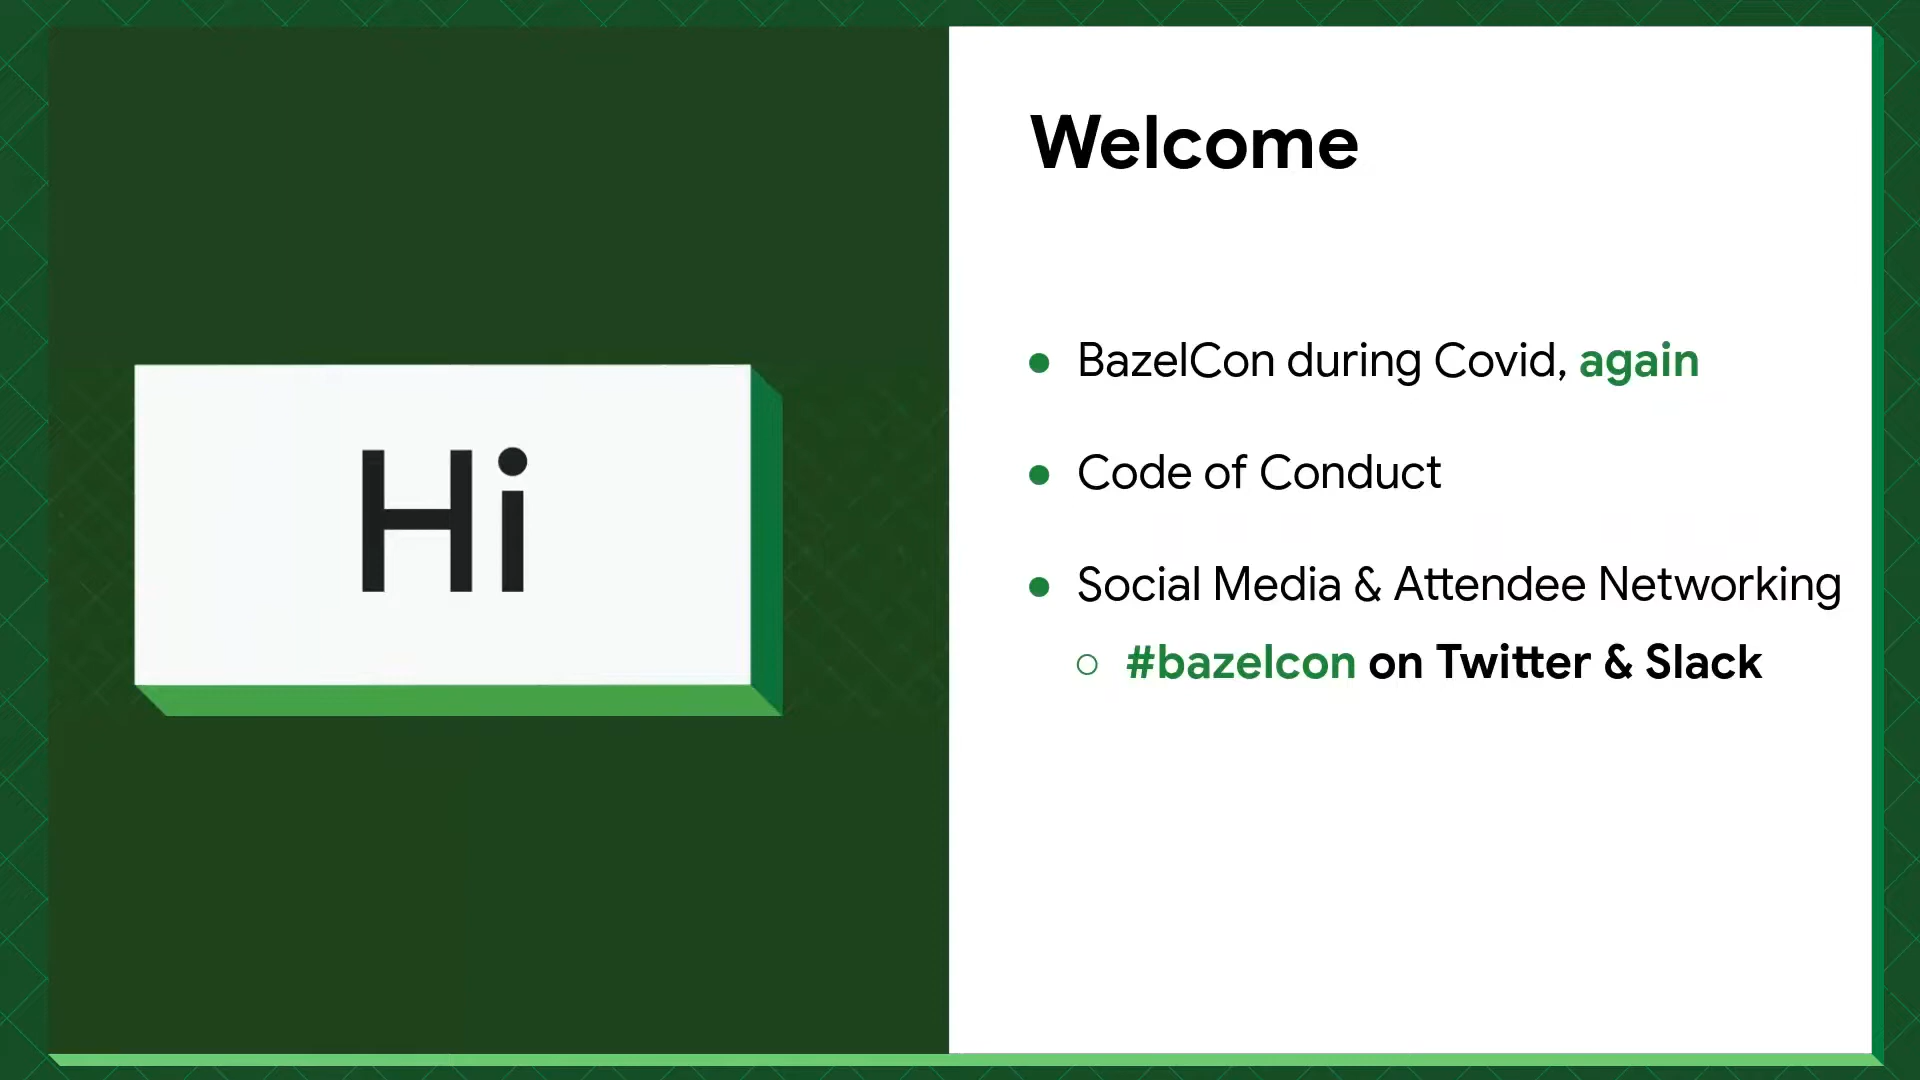 Hi
Welcome
● BazelCon during Covid, again
● Code of Conduct
● Social Media & Attendee Networking
○ #bazelcon on Twitter & Slack